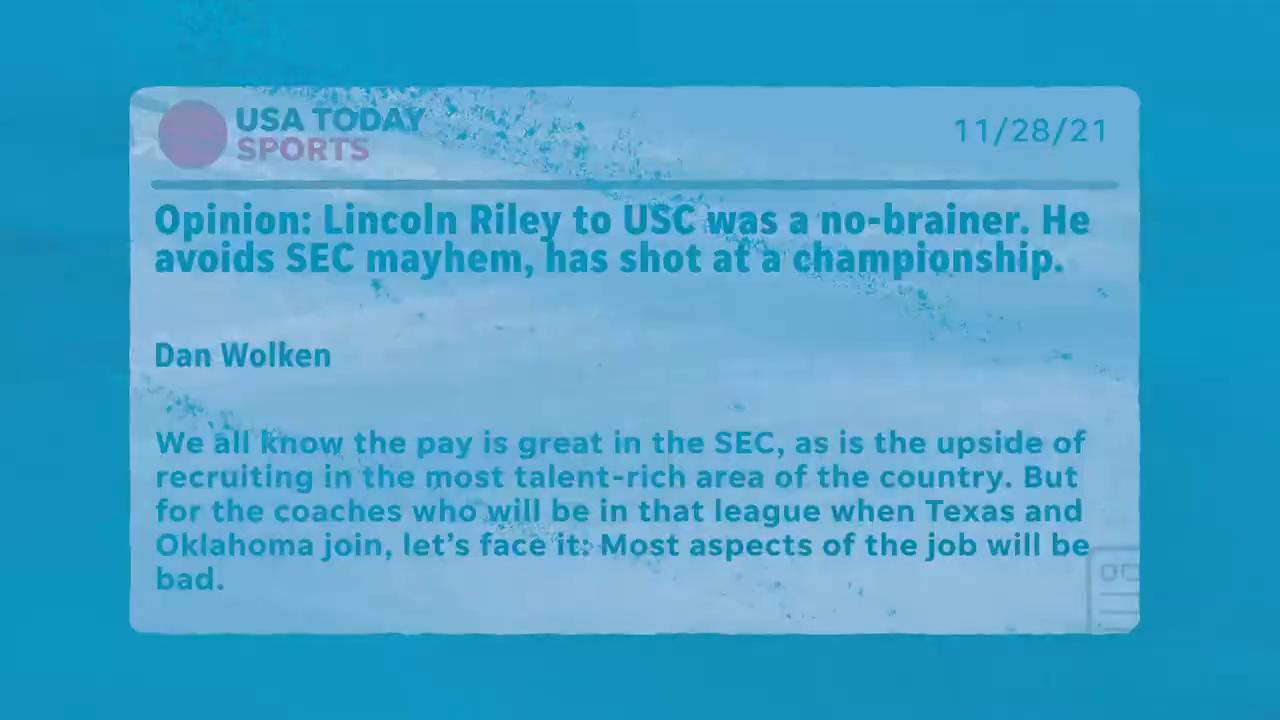 USA TODAY
SPORTS
11/28/21
Opinion: Lincoln Riley to USC was a no-brainer. He
avoids SEC mayhem, has shot at a championship.
Dan Wolken
We all know the pay is great in the SEC, as is the upside of
recruiting in the most talent-rich area of the country. But
for the coaches who will be in that league when Texas and
Oklahoma join, let’s face it: Most aspects of the job will be
bad.